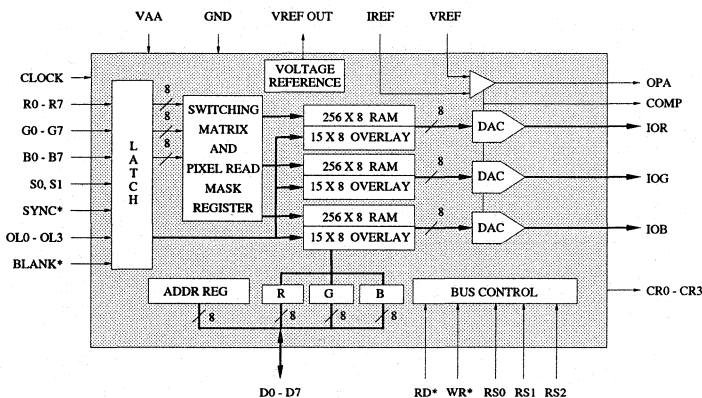 VAA GND VREF OUT IREF VREF
CLOCK
R0 - R7
G0 - G7
B0 - B7
S0, S1
SYNC*
OL0 - OL3
BLANK*
LATCH
8
8
8
SWITCHING
MATRIX
AND
PIXEL READ
MASK
REGISTER
VOLTAGE
REFERENCE
256 X 8 RAM
15 X 8 OVERLAY
8
DAC
256 X 8 RAM
15 X 8 OVERLAY
8
DAC
256 X 8 RAM
15 X 8 OVERLAY
8
DAC
OPA
COMP
IOR
IOG
IOB
CR0 - CR3
ADDR REG
R
G
B
BUS CONTROL
8
8
8
8
D0 - D7
RD* WR* RS0 RS1 RS2